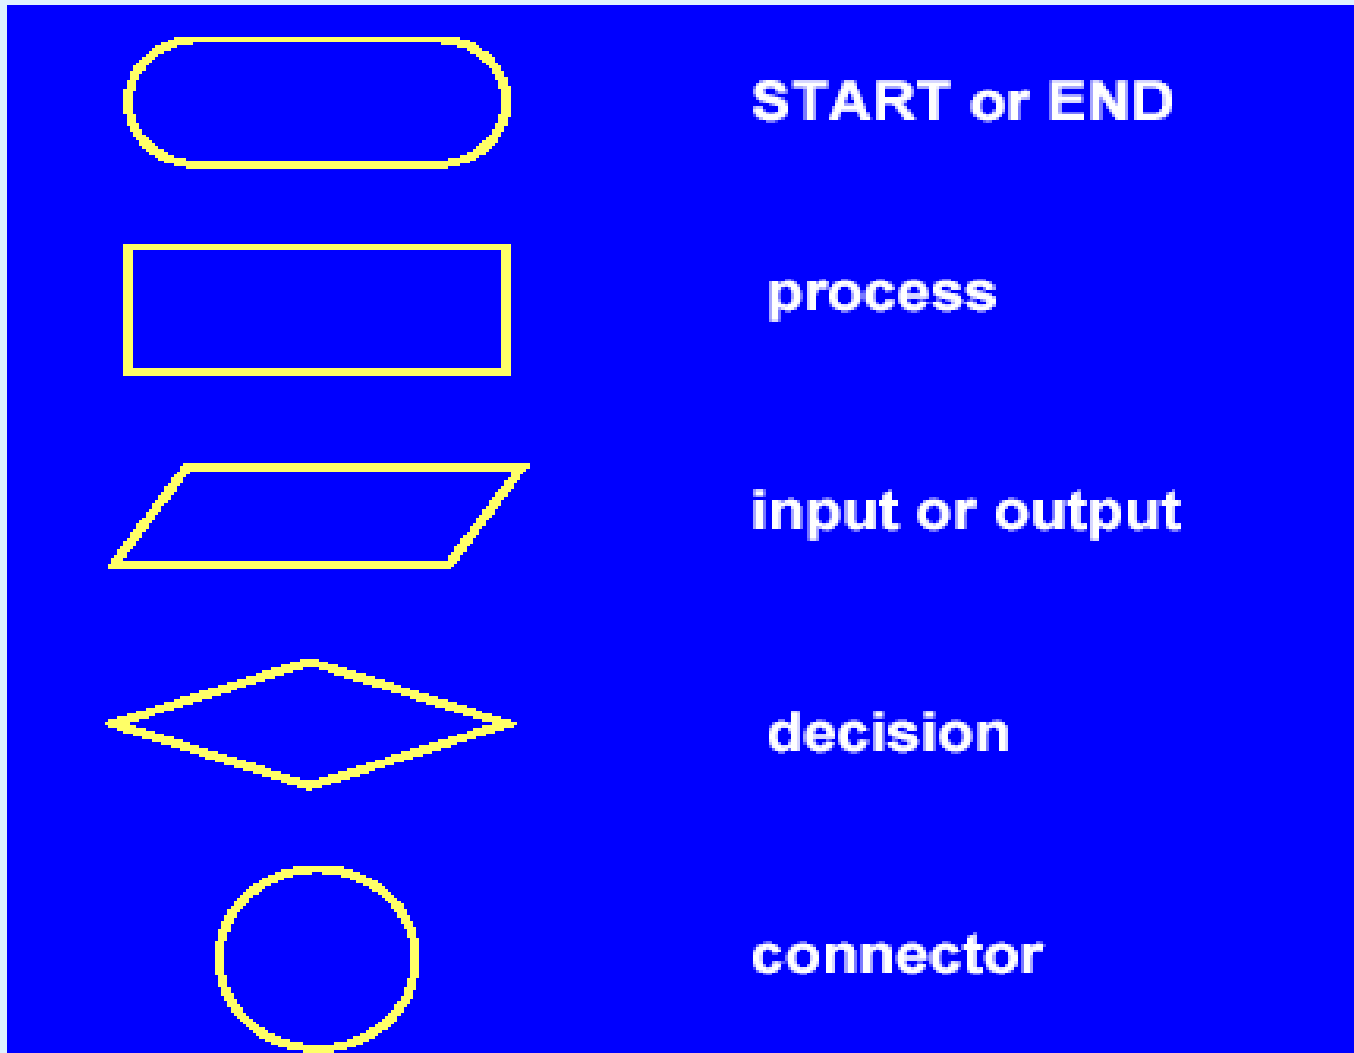 START or END
process
input or output
decision
connector